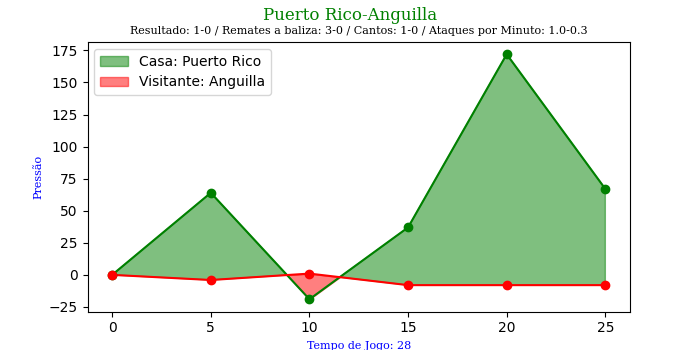 Puerto Rico-Anguilla
Resultado: 1-0 / Remates a baliza: 3-0 / Cantos: 1-0 / Ataques por Minuto: 1.0-0.3
Casa: Puerto Rico
Visitante: Anguilla
Pressão
175
150
125
100
75
50
25
0
−25
0 5 10 15 20 25
Tempo de Jogo: 28